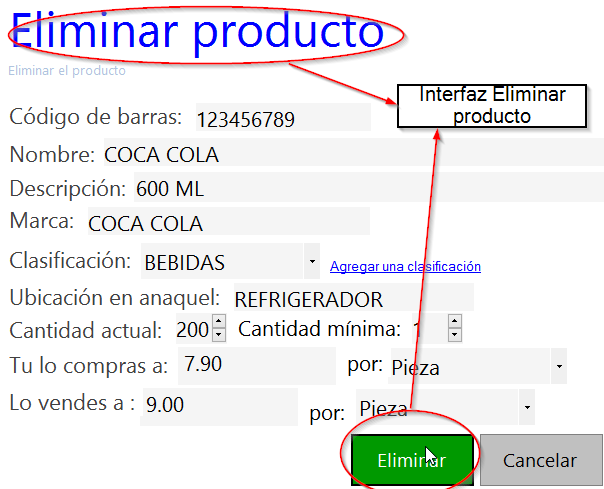 Eliminar producto
Eliminar el producto
Interfaz Eliminar
producto
Código de barras: 123456789
Nombre: COCA COLA
Descripción: 600 ML
Marca: COCA COLA
Clasificación: BEBIDAS Agregar una clasificación
Ubicación en anaquel: REFRIGERADOR
Cantidad actual: 200 Cantidad mínima: 1
Tu lo compras a: 7.90 por: Pieza
Lo vendes a : 9.00 por: Pieza
Eliminar Cancelar